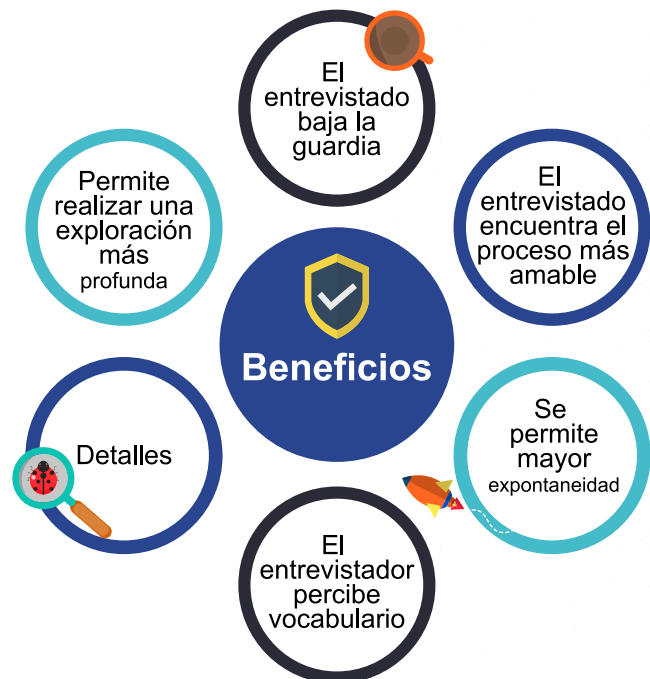 El
entrevistado
baja la
guardia
El
entrevistado
encuentra el
proceso más
amable
Se
permite
mayor
expontaneidad
El
entrevistador
percibe
vocabulario
Detalles
Permite
realizar una
exploración
más
profunda
Beneficios